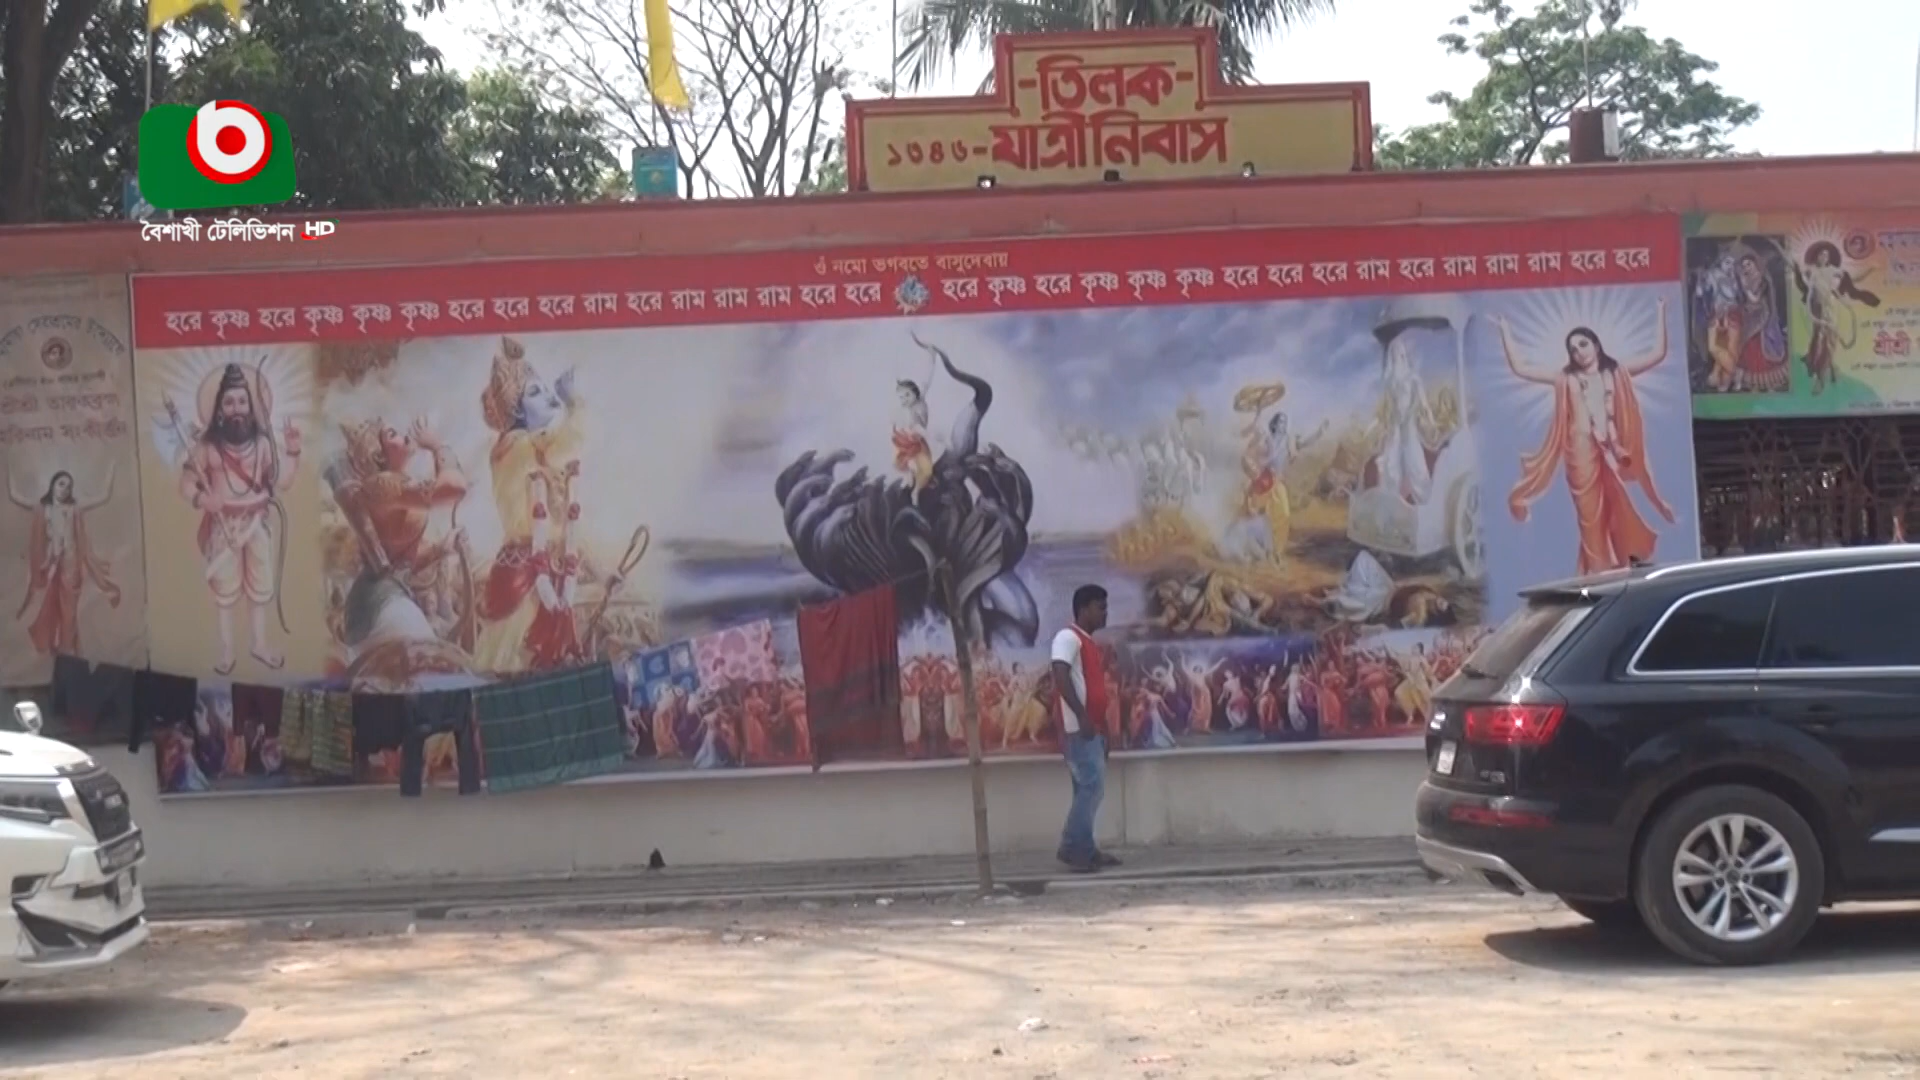 -তিলক-
১৩৪৬-যাত্রীনিবাস
বৈশাখী টেলিভিশন HD
ওঁ নমো ভগবতে বাসুদেবায়
হরে কৃষ্ণ হরে কৃষ্ণ কৃষ্ণ কৃষ্ণ হরে হরে হরে রাম হরে রাম রাম রাম হরে হরে হরে কৃষ্ণ হরে কৃষ্ণ কৃষ্ণ কৃষ্ণ হরে হরে হরে রাম হরে রাম রাম রাম হরে হরে
শ্রীশ্রী